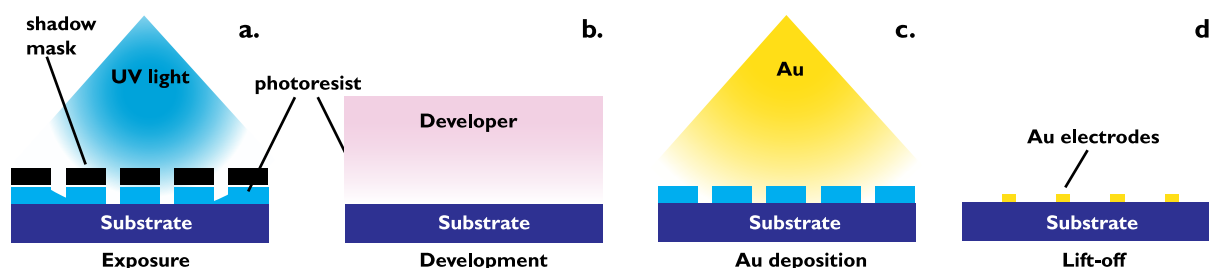 shadow
mask
a.
UV light
photoresist
Substrate
Exposure
b.
Developer
Substrate
Development
c.
Au
Substrate
Au deposition
d
Au electrodes
Substrate
Lift-off